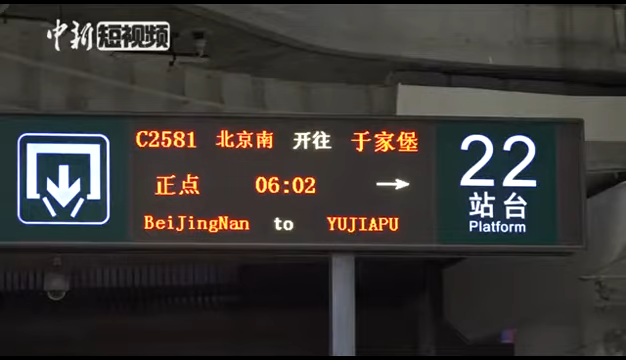 中新短视频
C2581 北京南 开往 于家堡
正点 06:02 →
BeiJingNan to YUJIAPU
22
站台
Platform